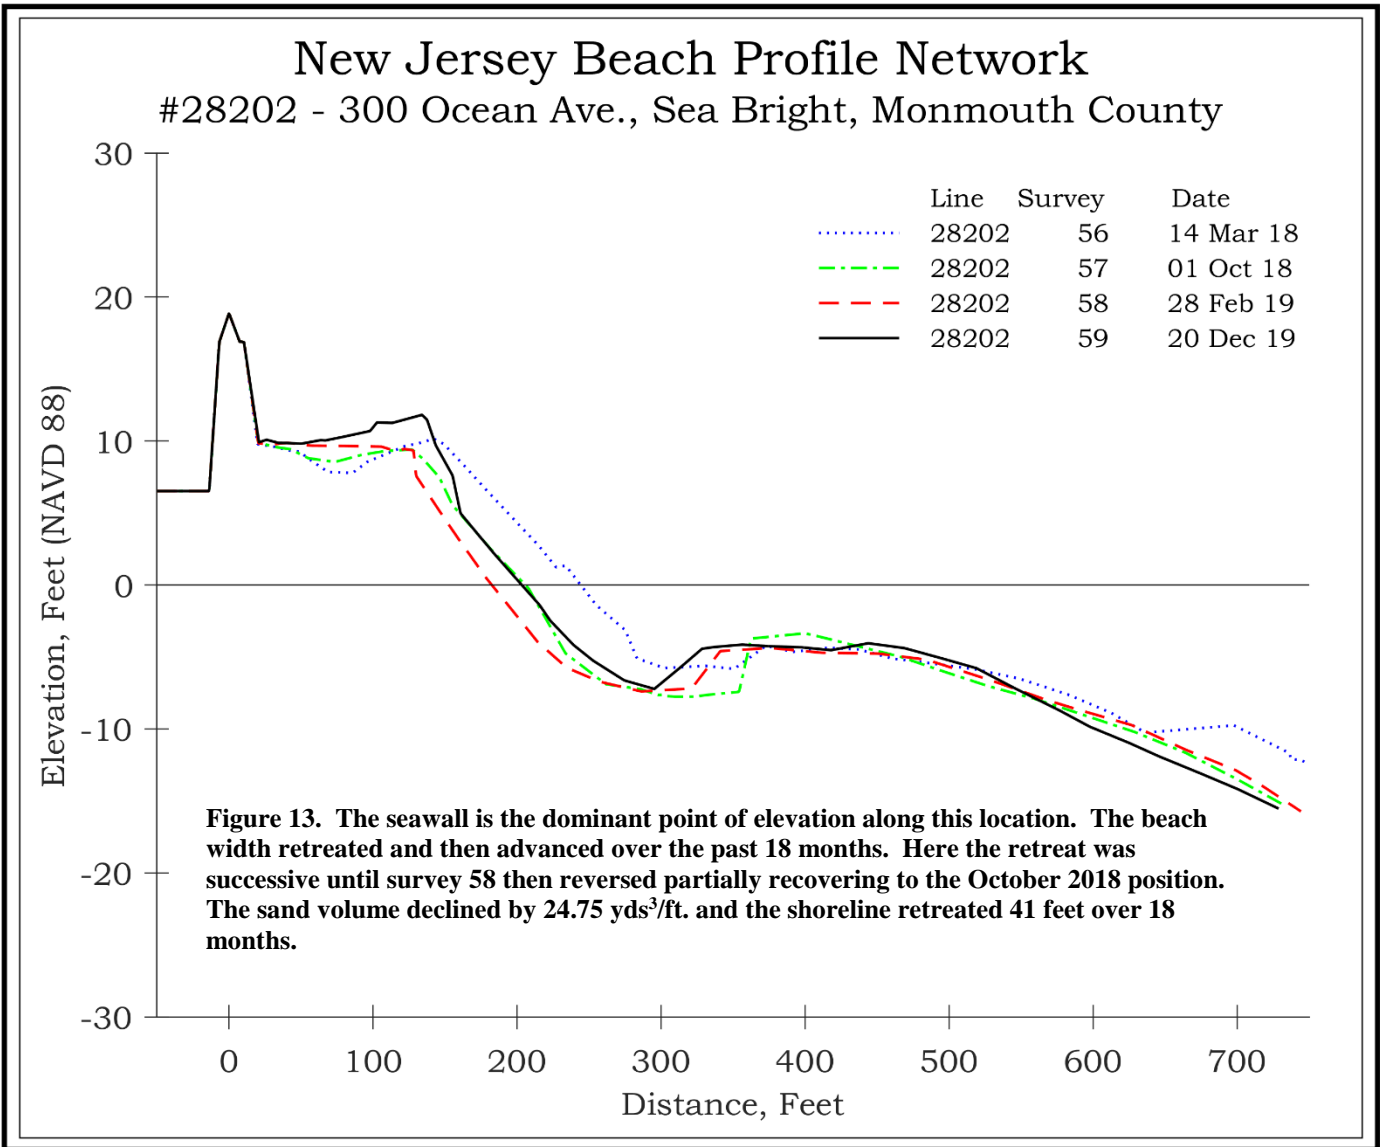 New Jersey Beach Profile Network
#28202 - 300 Ocean Ave., Sea Bright, Monmouth County
Line Survey Date
28202 56 14 Mar 18
28202 57 01 Oct 18
28202 58 28 Feb 19
28202 59 20 Dec 19
Elevation, Feet (NAVD 88)
30
20
10
0
-10
-20
-30
Figure 13. The seawall is the dominant point of elevation along this location. The beach
width retreated and then advanced over the past 18 months. Here the retreat was
successive until survey 58 then reversed partially recovering to the October 2018 position.
The sand volume declined by 24.75 yds³/ft. and the shoreline retreated 41 feet over 18
months.
0 100 200 300 400 500 600 700
Distance, Feet